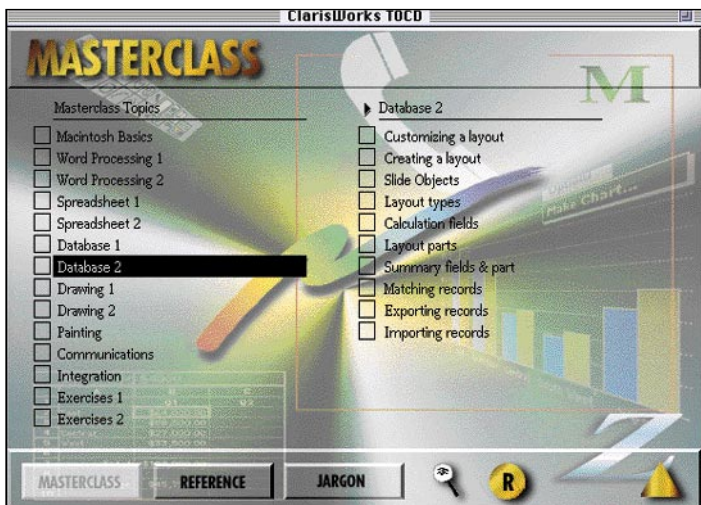 ClarisWorks TOCD
MASTERCLASS
M
Masterclass Topics
Macintosh Basics
Word Processing 1
Word Processing 2
Spreadsheet 1
Spreadsheet 2
Database 1
Database 2
Drawing 1
Drawing 2
Painting
Communications
Integration
Exercises 1
Exercises 2
Database 2
Customizing a layout
Creating a layout
Slide Objects
Layout types
Calculation fields
Layout parts
Summary fields & part
Matching records
Exporting records
Importing records
Make Chart...
Z
MASTERCLASS
REFERENCE
JARGON
R